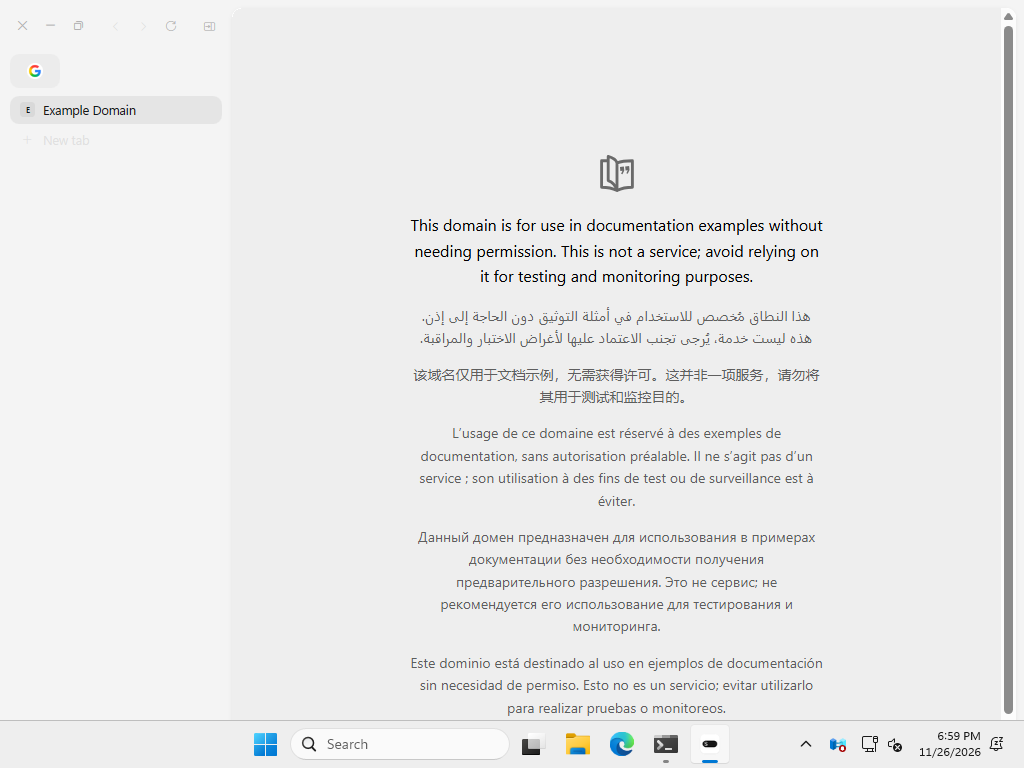 Example Domain
New tab
This domain is for use in documentation examples without
needing permission. This is not a service; avoid relying on
it for testing and monitoring purposes.
هذا النطاق مُخصص للاستخدام في أمثلة التوثيق دون الحاجة إلى إذن.
هذه ليست خدمة، يُرجى تجنب الاعتماد عليها لأغراض الاختبار والمراقبة.
该域名仅用于文档示例，无需获得许可。这并非一项服务，请勿将
其用于测试和监控目的。
L’usage de ce domaine est réservé à des exemples de
documentation, sans autorisation préalable. Il ne s’agit pas d’un
service ; son utilisation à des fins de test ou de surveillance est à
éviter.
Данный домен предназначен для использования в примерах
документации без необходимости получения
предварительного разрешения. Это не сервис; не
рекомендуется его использование для тестирования и
мониторинга.
Este dominio está destinado al uso en ejemplos de documentación
sin necesidad de permiso. Esto no es un servicio; evitar utilizarlo
para realizar pruebas o monitoreos.
Search
6:59 PM
11/26/2026